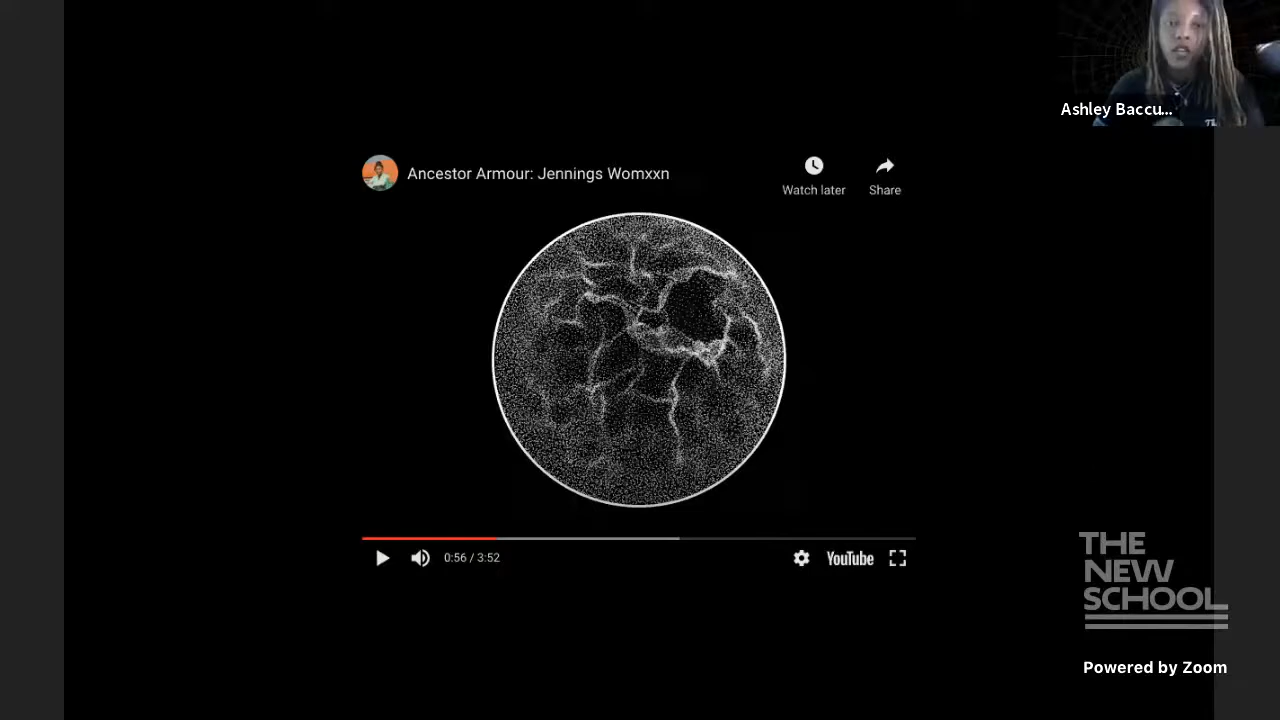 Ashley Baccu...
Ancestor Armour: Jennings Womxxn
Watch later
Share
0:56 / 3:52
YouTube
THE
NEW
SCHOOL
Powered by Zoom